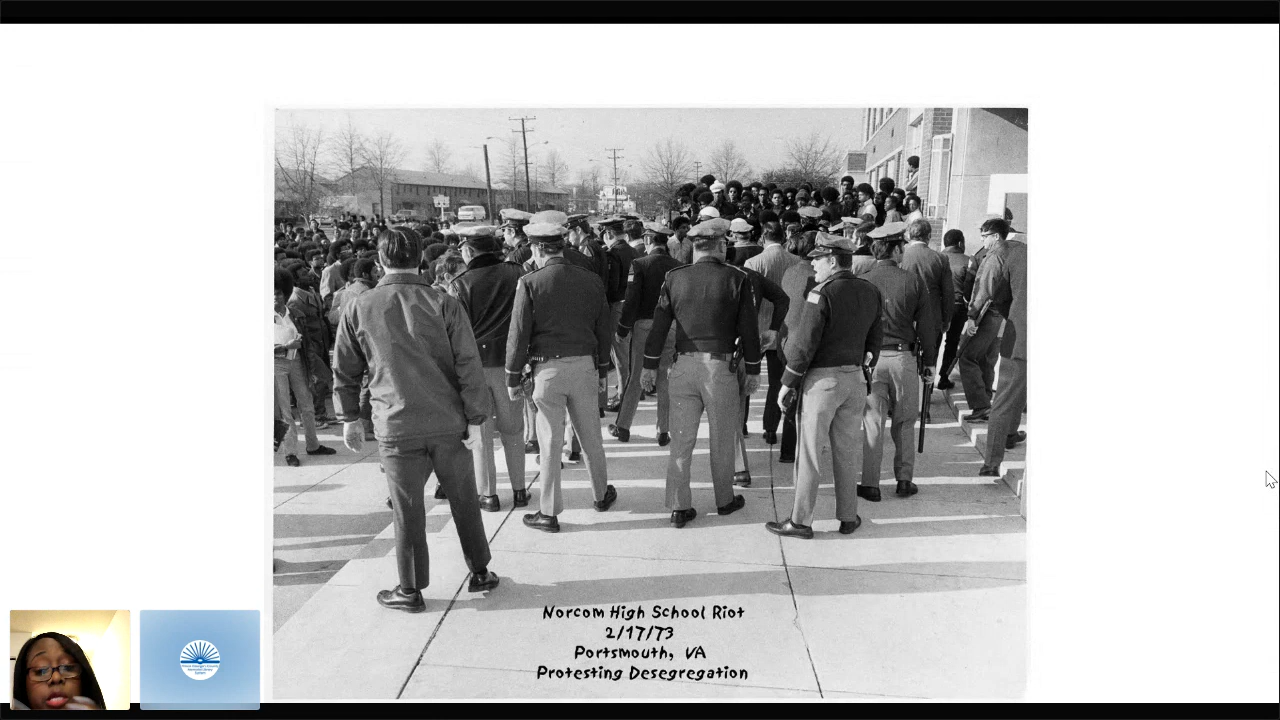 Norcom High School Riot
2/17/73
Portsmouth, VA
Protesting Desegregation